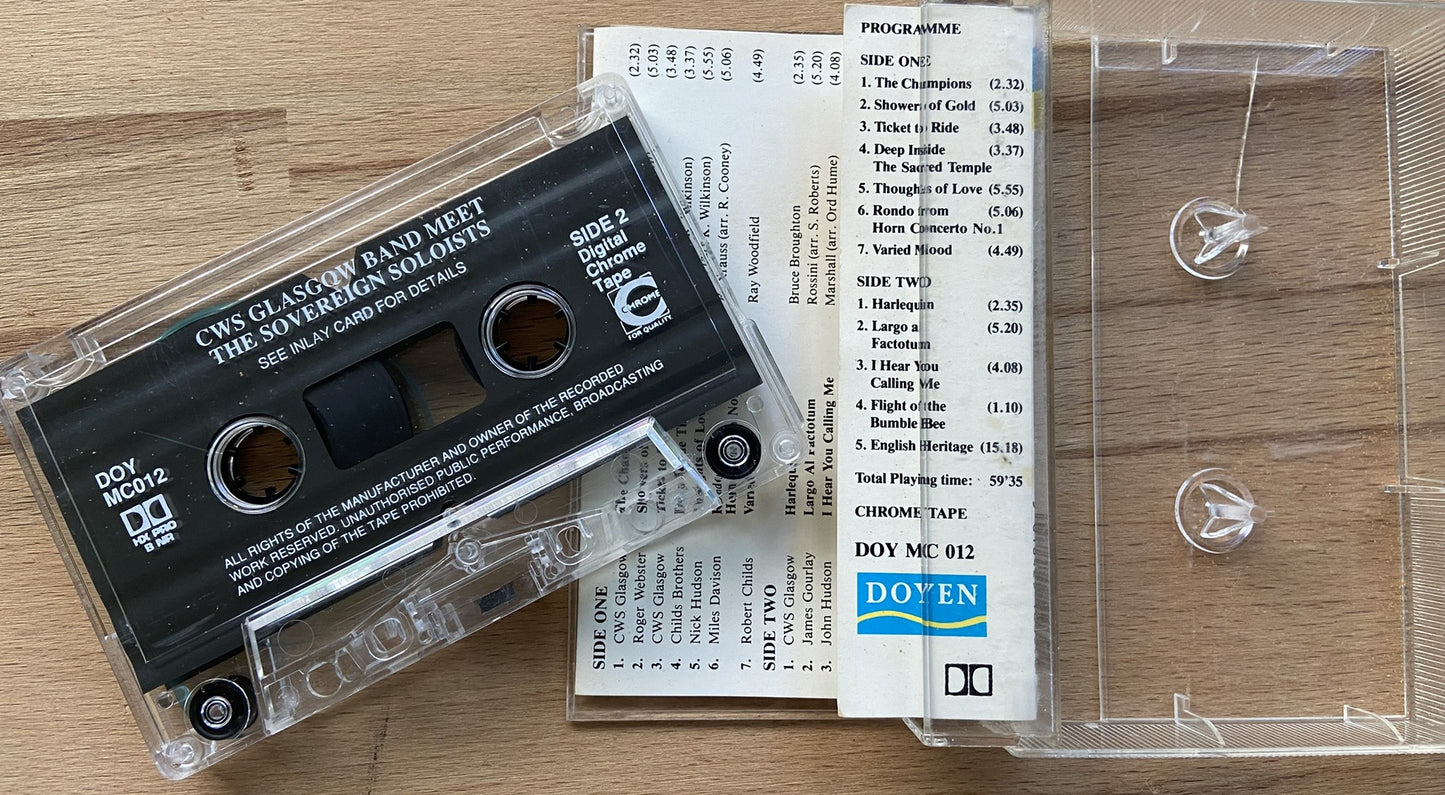 CWS GLASGOW BAND MEET
THE SOVEREIGN SOLOISTS
SEE INLAY CARD FOR DETAILS
SIDE 2
Digital
Chrome
Tape
CHROME
FOR QUALITY
DOY
MC012
HX PRO
B NR
ALL RIGHTS OF THE MANUFACTURER AND OWNER OF THE RECORDED
WORK RESERVED. UNAUTHORISED PUBLIC PERFORMANCE, BROADCASTING
AND COPYING OF THE TAPE PROHIBITED.
SIDE ONE
1. CWS Glasgow The (2.32)
2. Roger Webster Showers (5.03)
3. CWS Glasgow Ticket to (3.48)
4. Childs Brothers Wilkinson) (3.37)
5. Nick Hudson of Wilkinson) (5.55)
6. Miles Davison (arr. R. Cooney) (5.06)
7. Robert Childs Ray Woodfield (4.49)
SIDE TWO
1. CWS Glasgow Bruce Broughton (2.35)
2. James Gourlay Largo Al Factotum Rossini (arr. S. Roberts) (5.20)
3. John Hudson I Hear You Calling Me Marshall (arr. Ord Hume) (4.08)
PROGRAMME
SIDE ONE
1. The Champions (2.32)
2. Showers of Gold (5.03)
3. Ticket to Ride (3.48)
4. Deep Inside (3.37)
The Sacred Temple
5. Thoughts of Love (5.55)
6. Rondo from (5.06)
Horn Concerto No.1
7. Varied Mood (4.49)
SIDE TWO
1. Harlequin (2.35)
2. Largo al (5.20)
Factotum
3. I Hear You (4.08)
Calling Me
4. Flight of the (1.10)
Bumble Bee
5. English Heritage (15.18)
Total Playing time: 59'35
CHROME TAPE
DOY MC 012
DOYEN